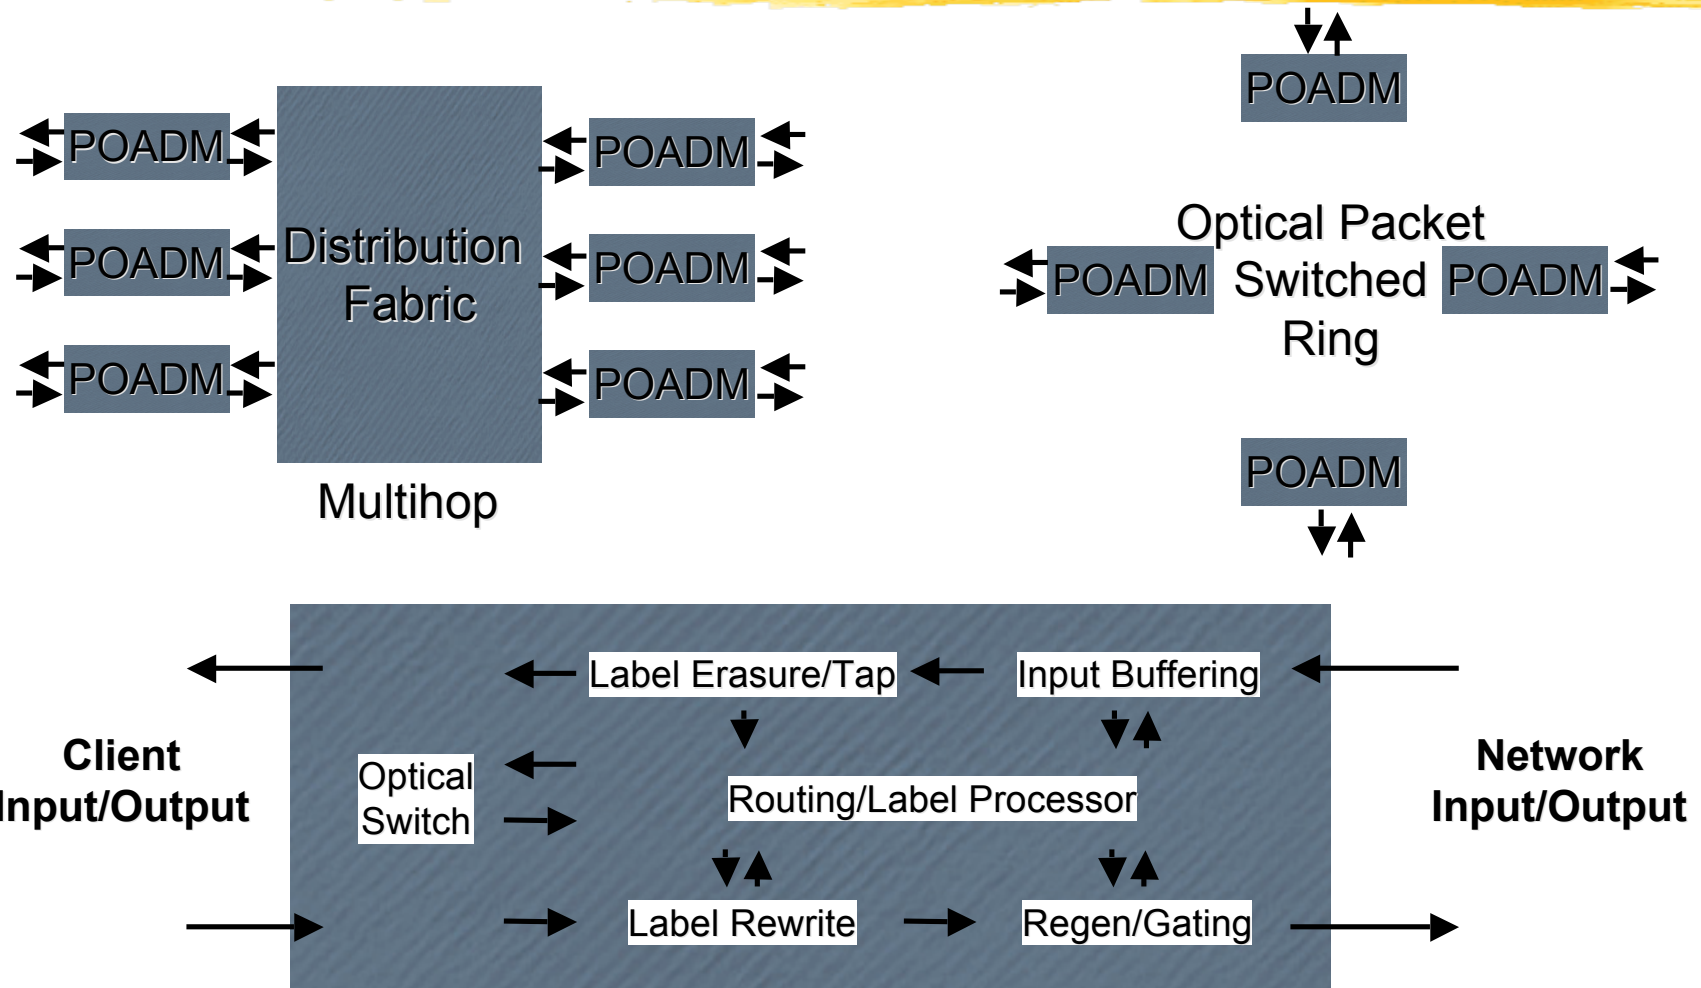 POADM
POADM
POADM
Distribution
Fabric
POADM
POADM
POADM
Multihop
POADM
Optical Packet
Switched
Ring
POADM
POADM
POADM
Client
Input/Output
Label Erasure/Tap
Input Buffering
Optical
Switch
Routing/Label Processor
Label Rewrite
Regen/Gating
Network
Input/Output